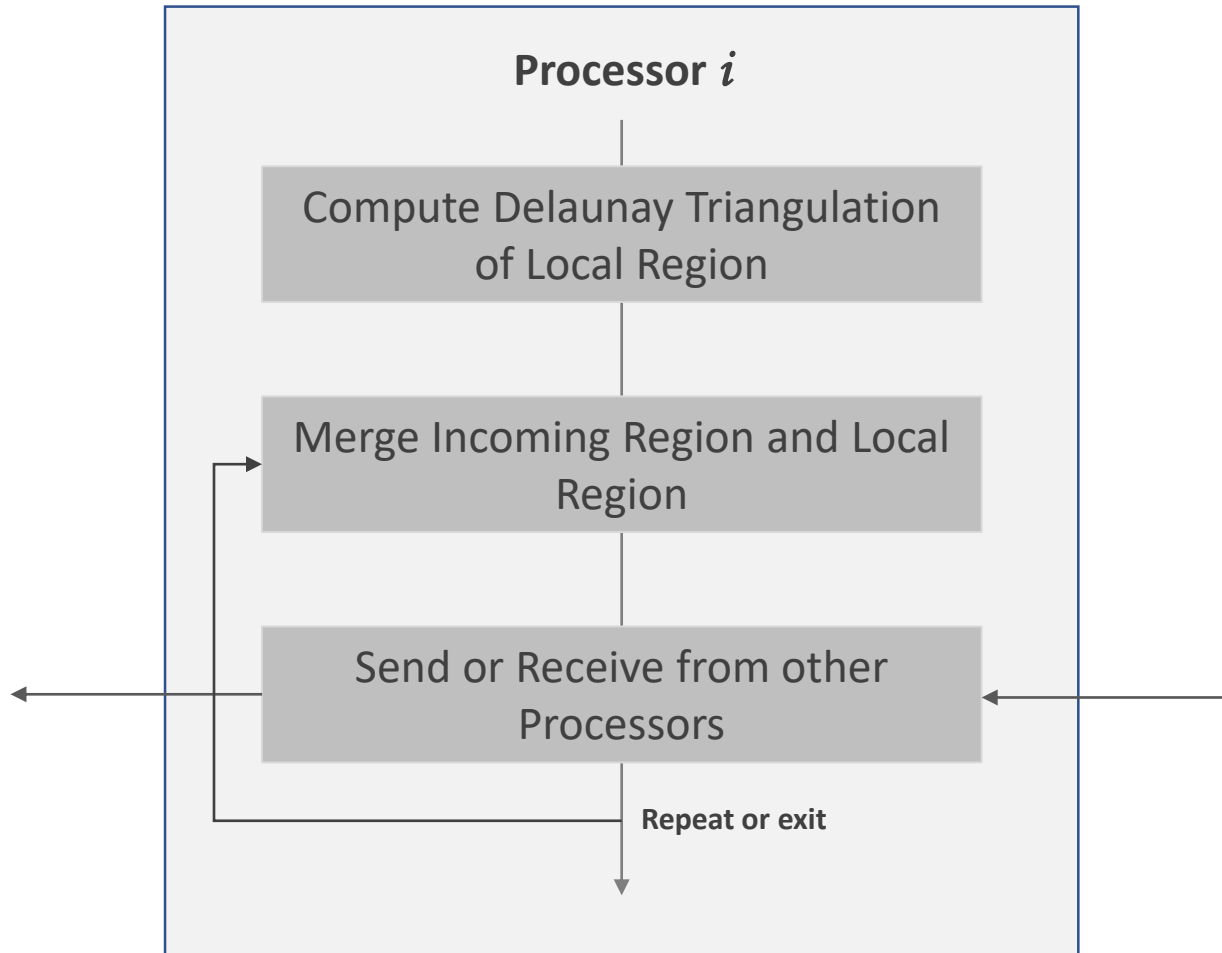 Processor i
Compute Delaunay Triangulation
of Local Region
Merge Incoming Region and Local
Region
Send or Receive from other
Processors
Repeat or exit